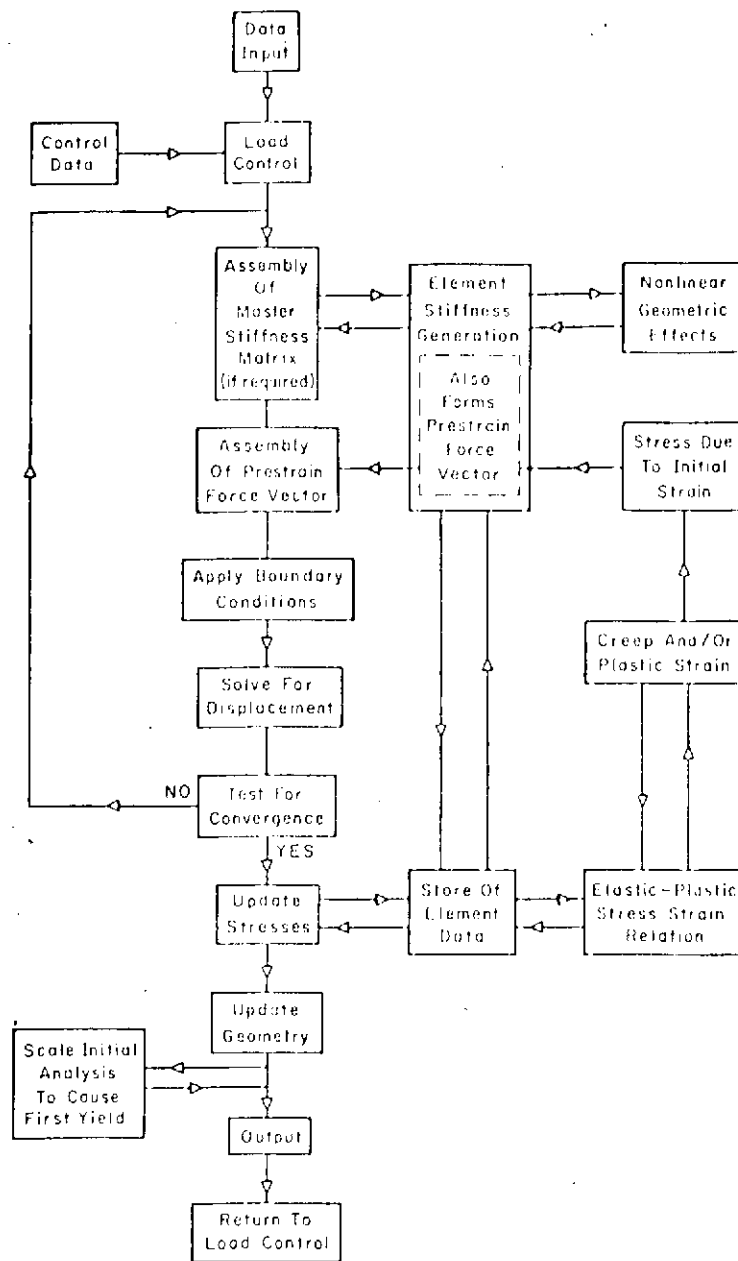 Data
Input
Control
Data
Load
Control
Assembly
Of
Master
Stiffness
Matrix
(if required)
Element
Stiffness
Generation
Also
Forms
Prestrain
Force
Vector
Nonlinear
Geometric
Effects
Assembly
Of Prestrain
Force Vector
Stress Due
To Initial
Strain
Apply Boundary
Conditions
Creep And/Or
Plastic Strain
Solve For
Displacement
NO
Test For
Convergence
YES
Update
Stresses
Store Of
Element
Data
Elastic-Plastic
Stress Strain
Relation
Update
Geometry
Scale Initial
Analysis
To Cause
First Yield
Output
Return To
Load Control